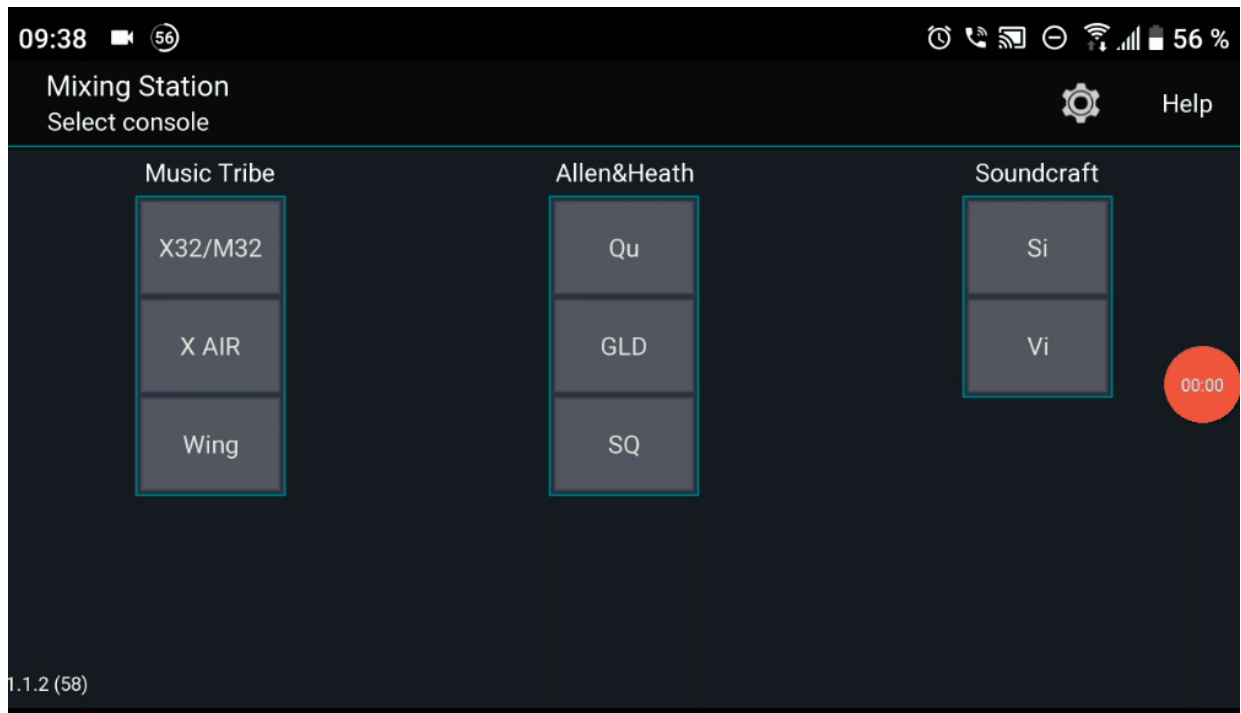 09:38 56 56 %
Mixing Station
Select console
Help
Music Tribe Allen&Heath Soundcraft
X32/M32 Qu Si
X AIR GLD Vi
00:00
Wing SQ
1.1.2 (58)